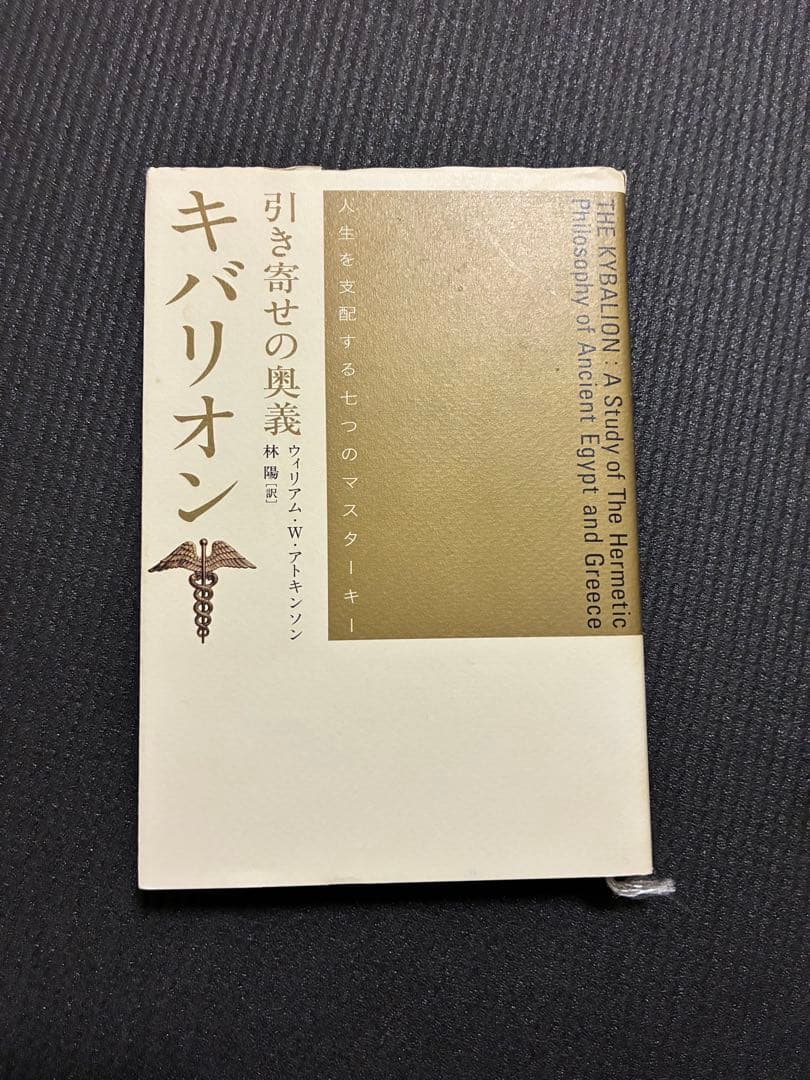 THE KYBALION : A Study of The Hermetic
Philosophy of Ancient Egypt and Greece
人生を支配する七つのマスターキー
引き寄せの奥義
キバリオン
ウィリアム・W・アトキンソン
林 陽［訳］